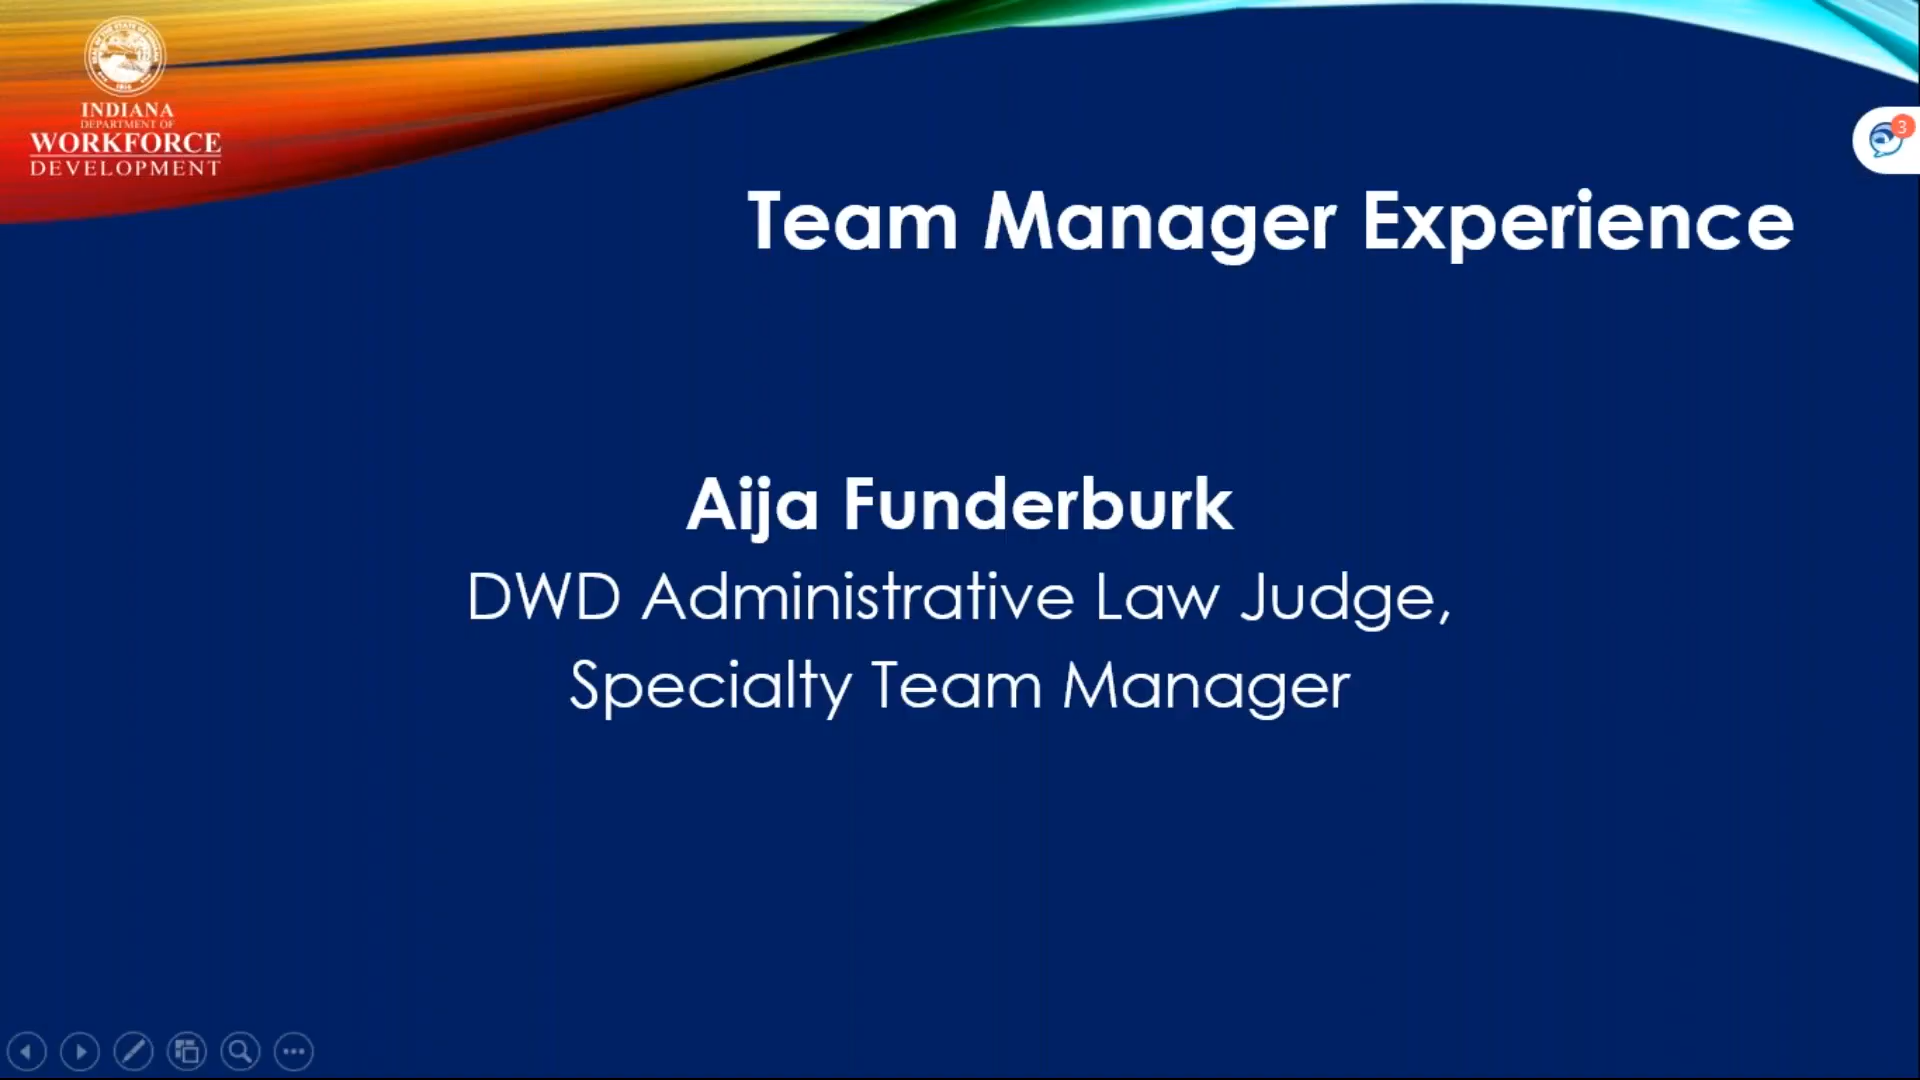 INDIANA
DEPARTMENT OF
WORKFORCE
DEVELOPMENT
3
Team Manager Experience
Aija Funderburk
DWD Administrative Law Judge,
Specialty Team Manager